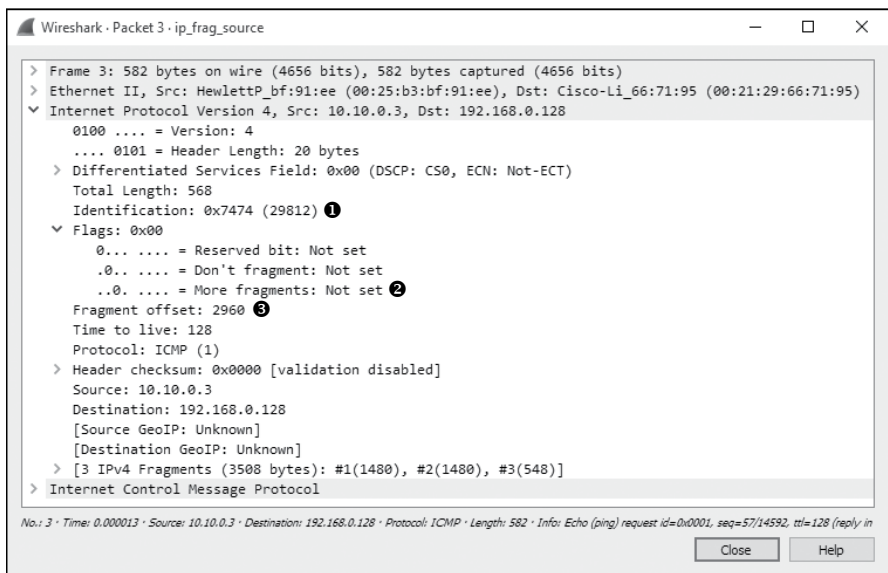 Wireshark · Packet 3 · ip_frag_source
> Frame 3: 582 bytes on wire (4656 bits), 582 bytes captured (4656 bits)
> Ethernet II, Src: HewlettP_bf:91:ee (00:25:b3:bf:91:ee), Dst: Cisco-Li_66:71:95 (00:21:29:66:71:95)
Internet Protocol Version 4, Src: 10.10.0.3, Dst: 192.168.0.128
0100 .... = Version: 4
.... 0101 = Header Length: 20 bytes
> Differentiated Services Field: 0x00 (DSCP: CS0, ECN: Not-ECT)
Total Length: 568
Identification: 0x7474 (29812) ❶
Flags: 0x00
0... .... = Reserved bit: Not set
.0.. .... = Don't fragment: Not set
..0. .... = More fragments: Not set ❷
Fragment offset: 2960 ❸
Time to live: 128
Protocol: ICMP (1)
> Header checksum: 0x0000 [validation disabled]
Source: 10.10.0.3
Destination: 192.168.0.128
[Source GeoIP: Unknown]
[Destination GeoIP: Unknown]
> [3 IPv4 Fragments (3508 bytes): #1(1480), #2(1480), #3(548)]
> Internet Control Message Protocol
No.: 3 · Time: 0.000013 · Source: 10.10.0.3 · Destination: 192.168.0.128 · Protocol: ICMP · Length: 582 · Info: Echo (ping) request id=0x0001, seq=57/14592, ttl=128 (reply in
Close Help